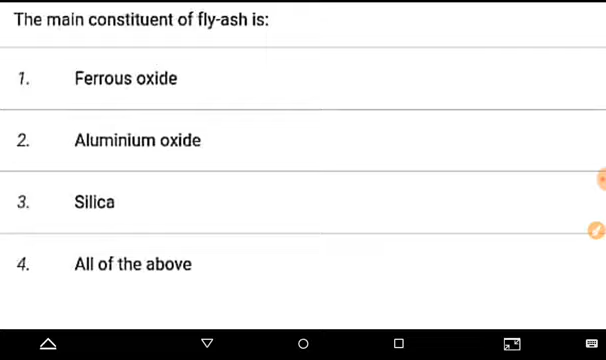 The main constituent of fly-ash is:
1. Ferrous oxide
2. Aluminium oxide
3. Silica
4. All of the above